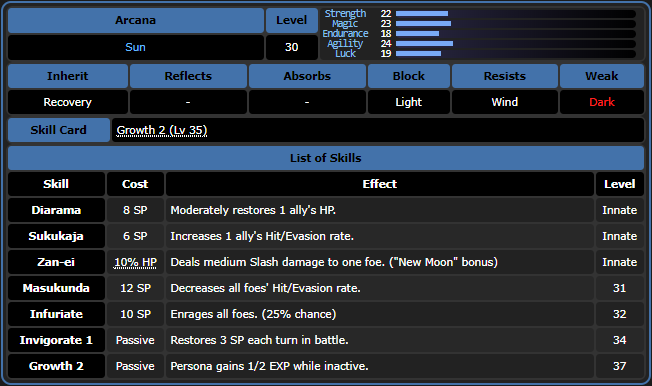 Arcana Level
Sun 30
Strength 22
Magic 23
Endurance 18
Agility 24
Luck 19
Inherit Reflects Absorbs Block Resists Weak
Recovery - - Light Wind Dark
Skill Card Growth 2 (Lv 35)
List of Skills
Skill Cost Effect Level
Diarama 8 SP Moderately restores 1 ally's HP. Innate
Sukukaja 6 SP Increases 1 ally's Hit/Evasion rate. Innate
Zan-ei 10% HP Deals medium Slash damage to one foe. ("New Moon" bonus) Innate
Masukunda 12 SP Decreases all foes' Hit/Evasion rate. 31
Infuriate 10 SP Enrages all foes. (25% chance) 32
Invigorate 1 Passive Restores 3 SP each turn in battle. 34
Growth 2 Passive Persona gains 1/2 EXP while inactive. 37